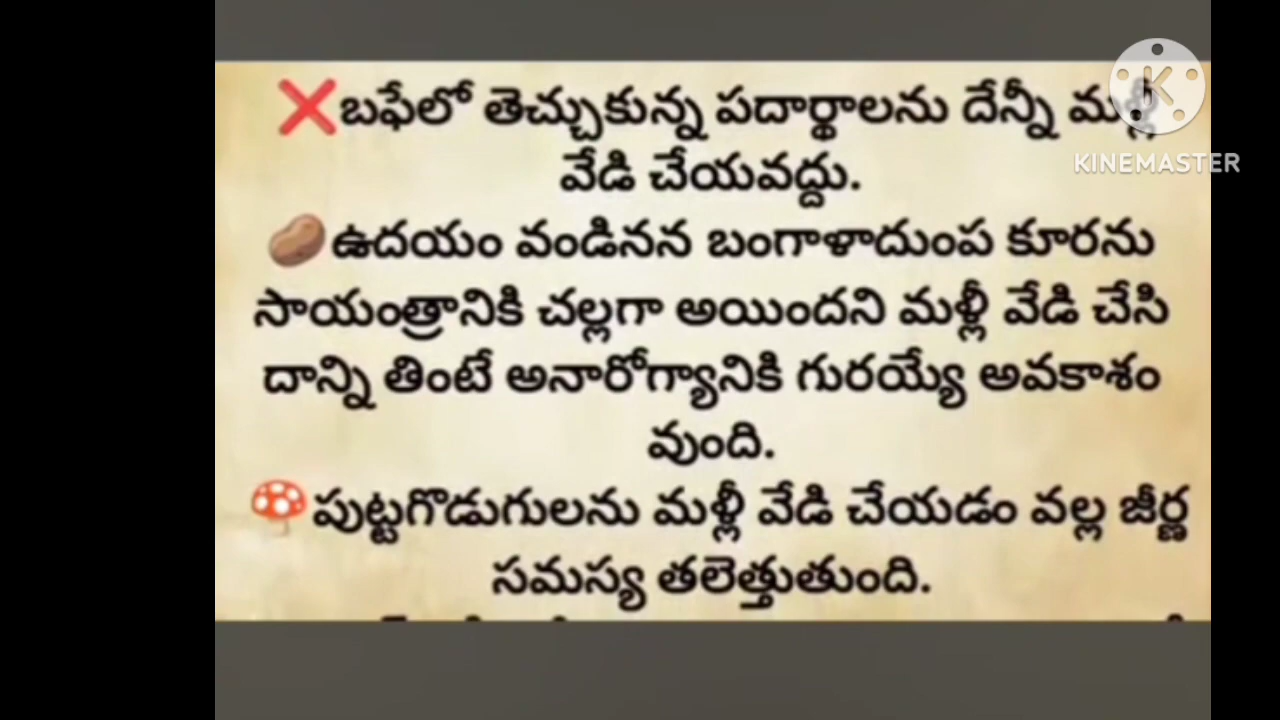 బఫేలో తెచ్చుకున్న పదార్థాలను దేన్నీ
KINEMASTER
వేడి చేయవద్దు.
ఉదయం వండినన బంగాళాదుంప కూరను
సాయంత్రానికి చల్లగా అయిందని మళ్లీ వేడి చేసి
దాన్ని తింటే అనారోగ్యానికి గురయ్యే అవకాశం
వుంది.
పుట్టగొడుగులను మళ్లీ వేడి చేయడం వల్ల జీర్ణ
సమస్య తలెత్తుతుంది.